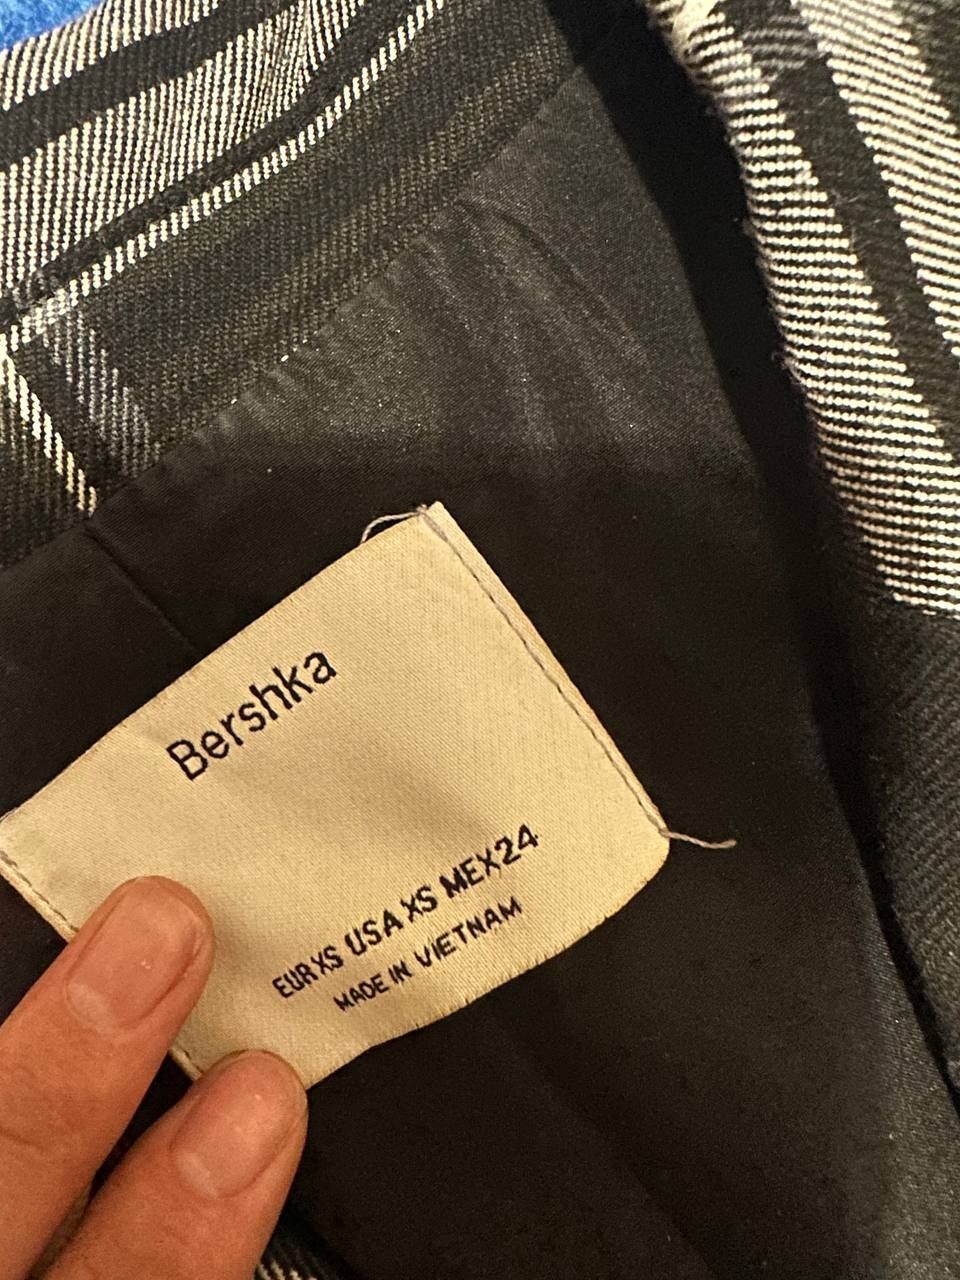 Bershka
EUR XS USA XS MEX 24
MADE IN VIETNAM